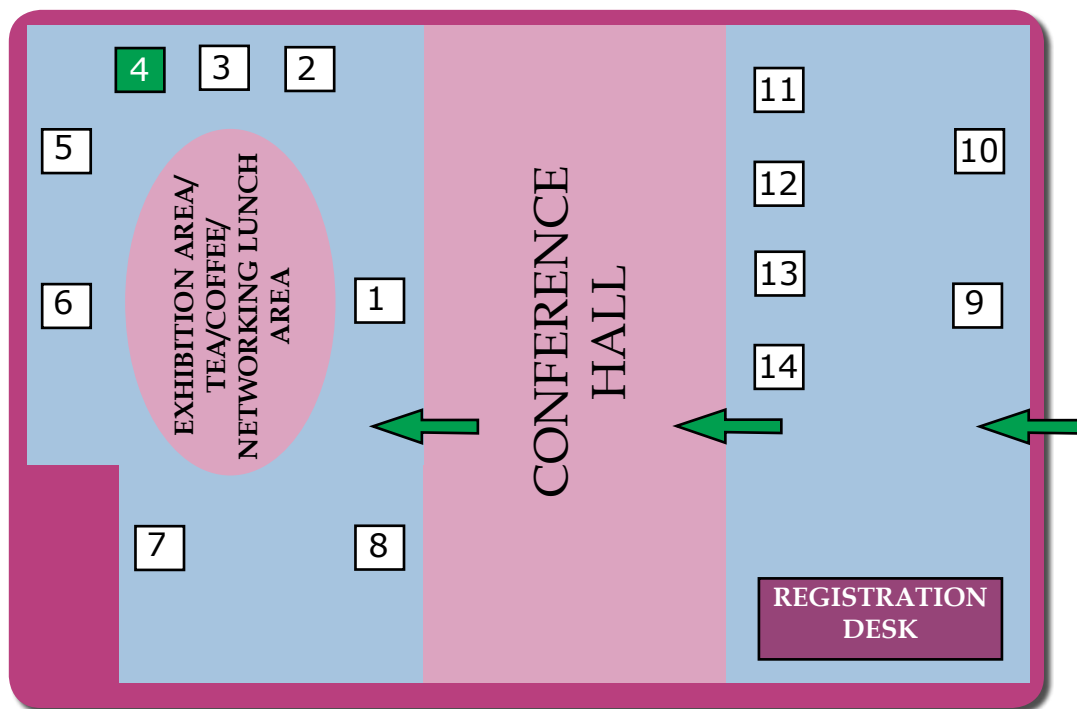 4
3
2
11
5
10
12
EXHIBITION AREA/
TEA/COFFEE/
NETWORKING LUNCH
AREA
CONFERENCE
HALL
13
6
1
9
14
7
8
REGISTRATION
DESK